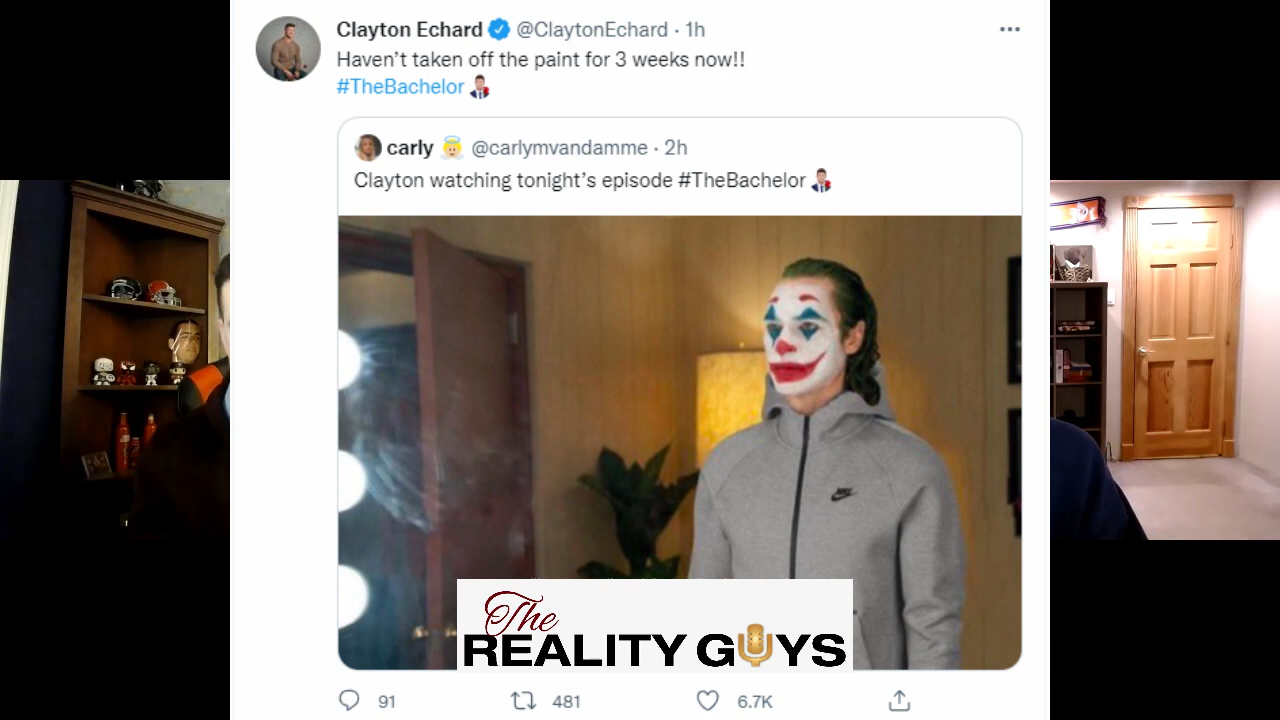 Clayton Echard @ClaytonEchard · 1h
Haven't taken off the paint for 3 weeks now!!
#TheBachelor
carly @carlymvandamme · 2h
Clayton watching tonight's episode #TheBachelor
The
REALITY GUYS
91 481 6.7K